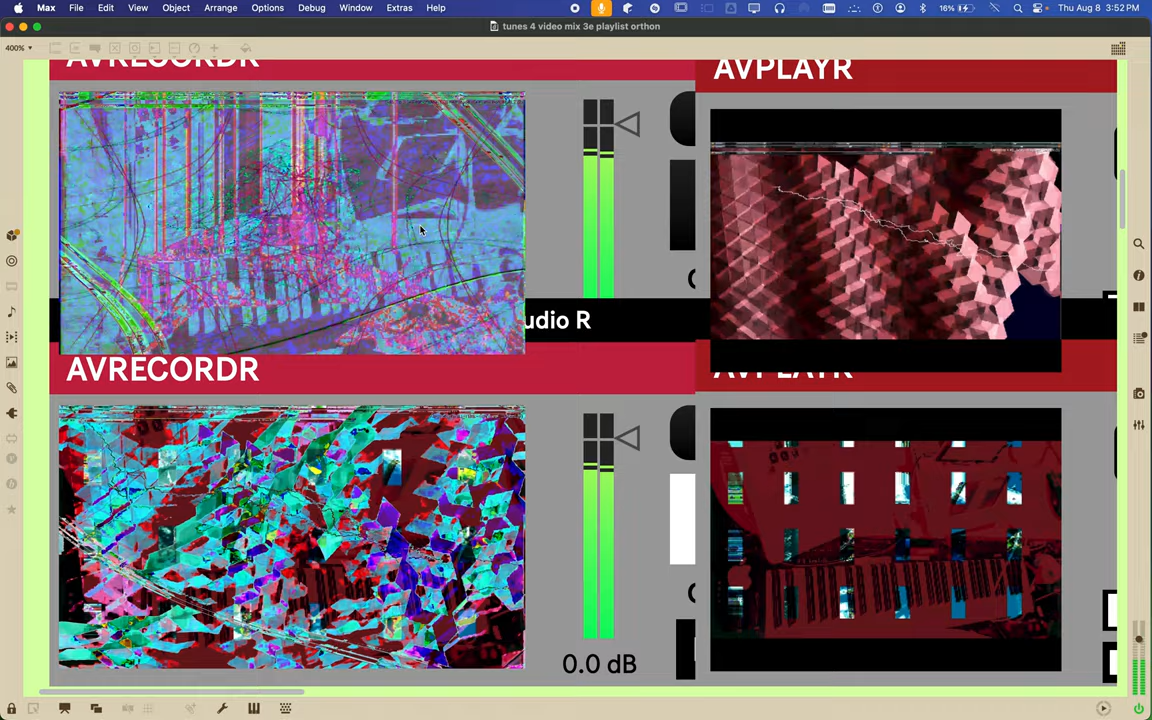 Max File Edit View Object Arrange Options Debug Window Extras Help
16% Thu Aug 8 3:52 PM
tunes 4 video mix 3e playlist orthon
400%
AVRECORDR
AVPLAYR
udio R
AVRECORDR
AVPLAYR
0.0 dB